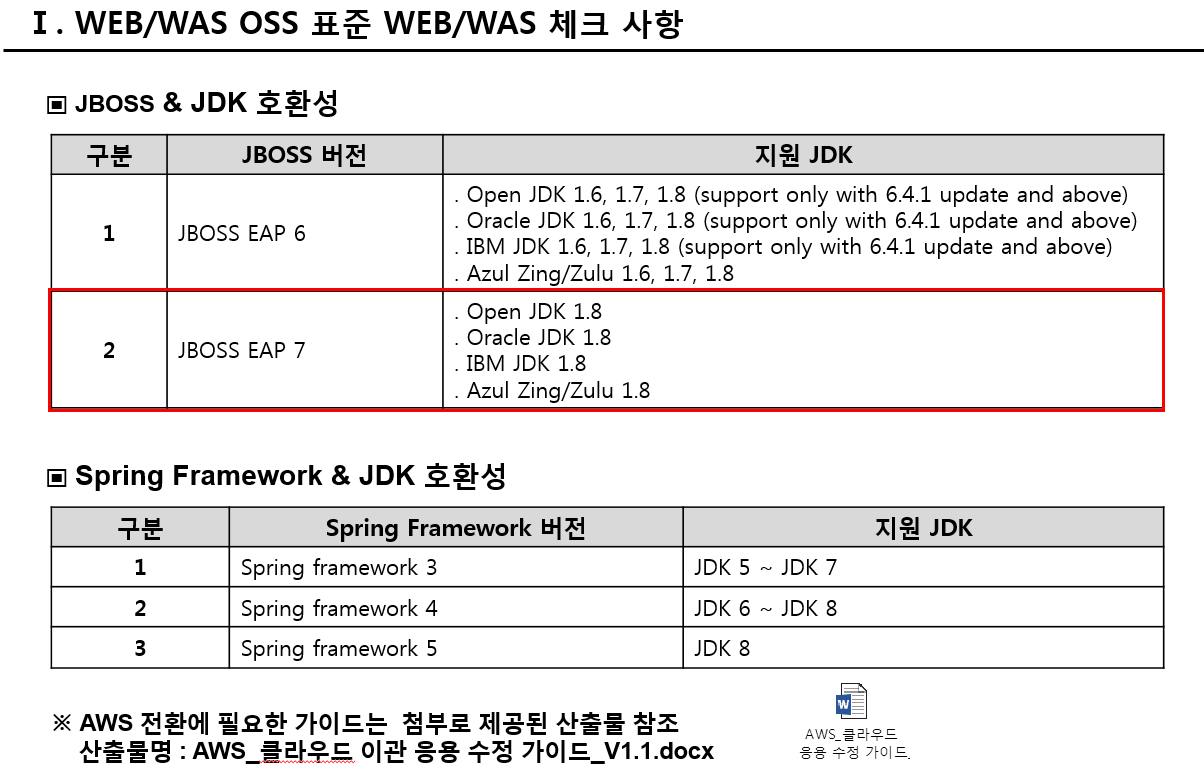 Ⅰ. WEB/WAS OSS 표준 WEB/WAS 체크 사항
▣ JBOSS & JDK 호환성
구분 JBOSS 버전 지원 JDK
1 JBOSS EAP 6
. Open JDK 1.6, 1.7, 1.8 (support only with 6.4.1 update and above)
. Oracle JDK 1.6, 1.7, 1.8 (support only with 6.4.1 update and above)
. IBM JDK 1.6, 1.7, 1.8 (support only with 6.4.1 update and above)
. Azul Zing/Zulu 1.6, 1.7, 1.8
2 JBOSS EAP 7
. Open JDK 1.8
. Oracle JDK 1.8
. IBM JDK 1.8
. Azul Zing/Zulu 1.8
▣ Spring Framework & JDK 호환성
구분 Spring Framework 버전 지원 JDK
1 Spring framework 3 JDK 5 ~ JDK 7
2 Spring framework 4 JDK 6 ~ JDK 8
3 Spring framework 5 JDK 8
※ AWS 전환에 필요한 가이드는 첨부로 제공된 산출물 참조
산출물명 : AWS_클라우드 이관 응용 수정 가이드_V1.1.docx
W
AWS_클라우드
응용 수정 가이드.